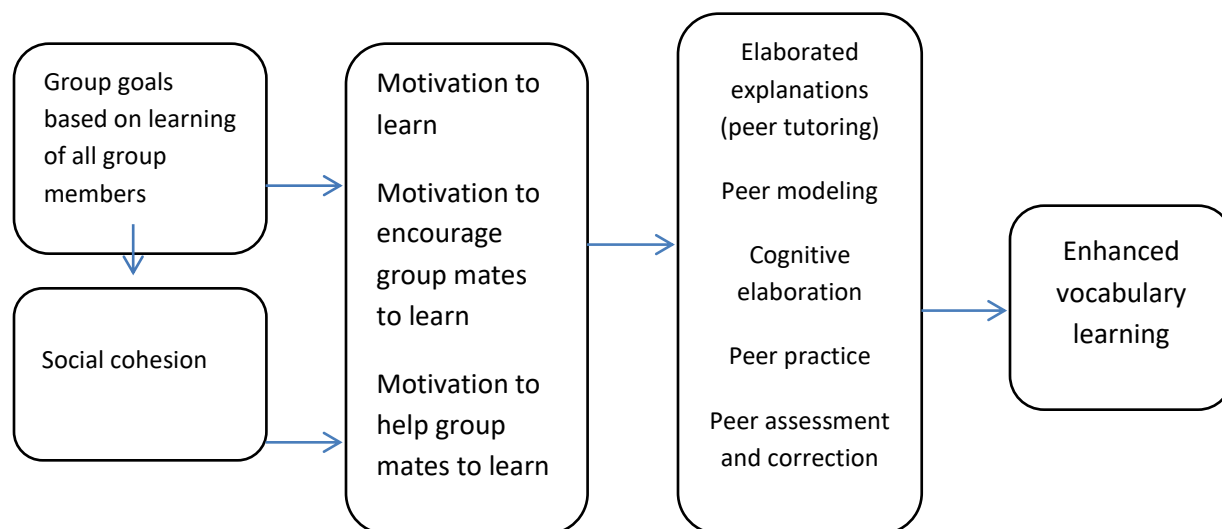 Group goals
based on learning
of all group
members
Social cohesion
Motivation to
learn
Motivation to
encourage
group mates
to learn
Motivation to
help group
mates to learn
Elaborated
explanations
(peer tutoring)
Peer modeling
Cognitive
elaboration
Peer practice
Peer assessment
and correction
Enhanced
vocabulary
learning